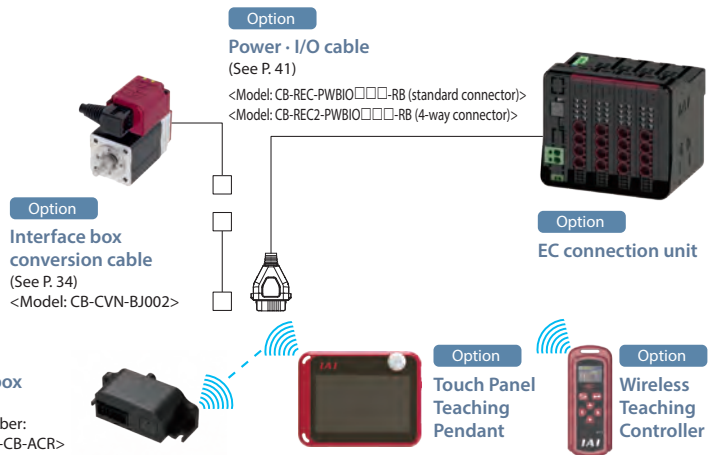 Option
Power · I/O cable
(See P. 41)
<Model: CB-REC-PWBIO□□□-RB (standard connector)>
<Model: CB-REC2-PWBIO□□□-RB (4-way connector)>
IAI
Option
Interface box
conversion cable
(See P. 34)
<Model: CB-CVN-BJ002>
Option
EC connection unit
ox
ber:
-CB-ACR>
IAI
Option
Touch Panel
Teaching
Pendant
IAI
Option
Wireless
Teaching
Controller